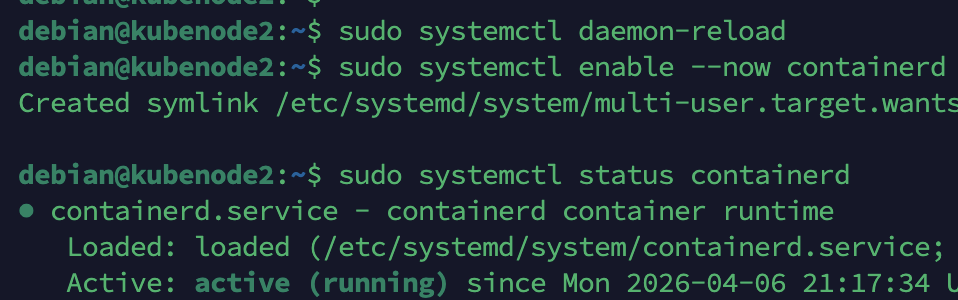 debian@kubenode2:~$
debian@kubenode2:~$ sudo systemctl daemon-reload
debian@kubenode2:~$ sudo systemctl enable --now containerd
Created symlink /etc/systemd/system/multi-user.target.wants
debian@kubenode2:~$ sudo systemctl status containerd
● containerd.service - containerd container runtime
Loaded: loaded (/etc/systemd/system/containerd.service;
Active: active (running) since Mon 2026-04-06 21:17:34 U